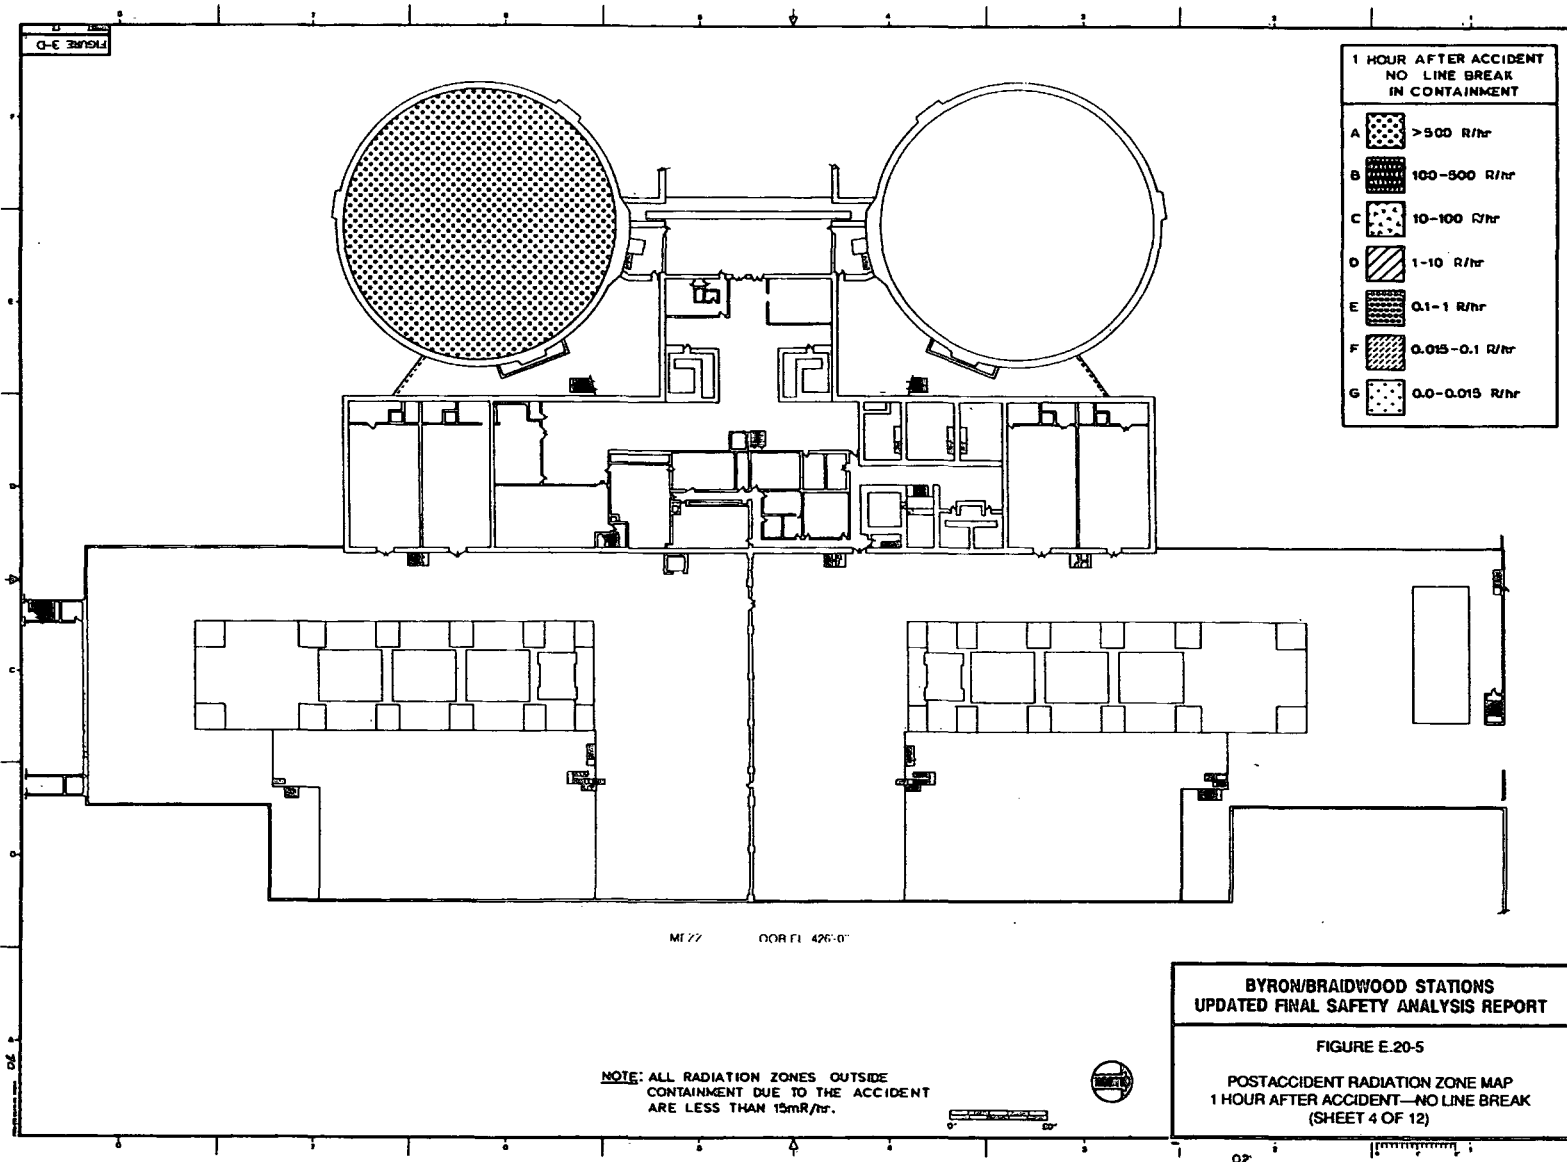 FIGURE 3-D
1 HOUR AFTER ACCIDENT
NO LINE BREAK
IN CONTAINMENT
A >500 R/hr
B 100-500 R/hr
C 10-100 R/hr
D 1-10 R/hr
E 0.1-1 R/hr
F 0.015-0.1 R/hr
G 0.0-0.015 R/hr
EL 426'-0"
BYRON/BRAIDWOOD STATIONS
UPDATED FINAL SAFETY ANALYSIS REPORT
FIGURE E.20-5
POSTACCIDENT RADIATION ZONE MAP
1 HOUR AFTER ACCIDENT—NO LINE BREAK
(SHEET 4 OF 12)
NOTE: ALL RADIATION ZONES OUTSIDE
CONTAINMENT DUE TO THE ACCIDENT
ARE LESS THAN 15mR/hr.
NORTH